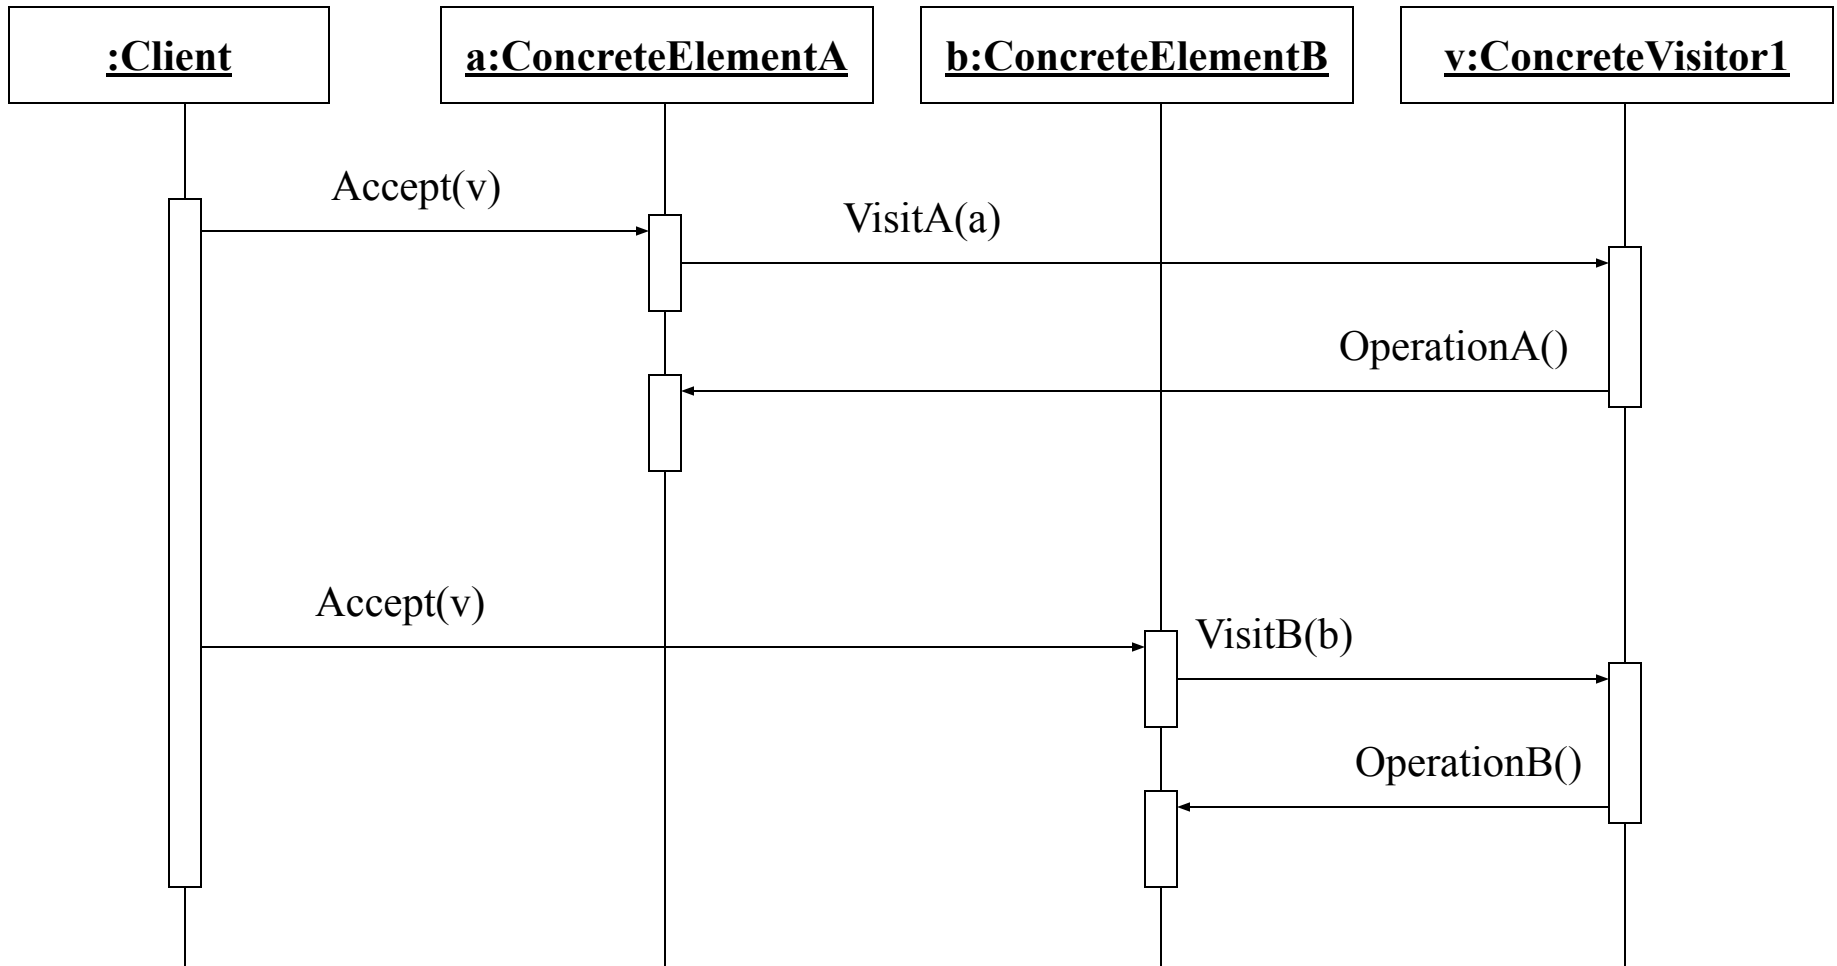 :Client
a:ConcreteElementA
b:ConcreteElementB
v:ConcreteVisitor1
Accept(v)
VisitA(a)
OperationA()
Accept(v)
VisitB(b)
OperationB()